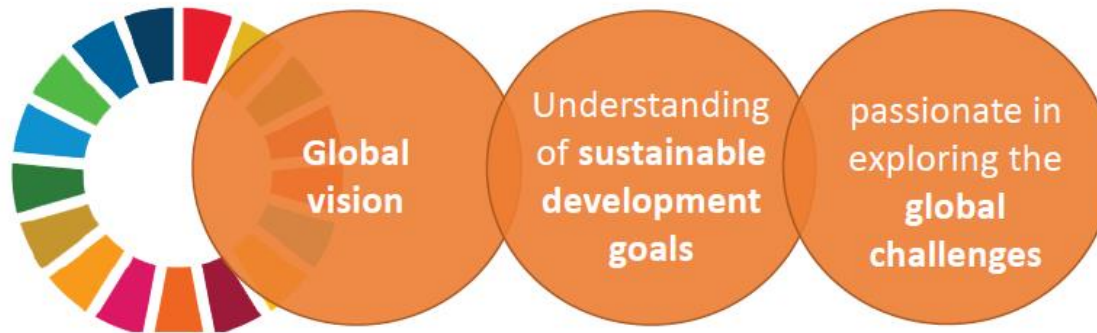 Global
vision
Understanding
of sustainable
development
goals
passionate in
exploring the
global
challenges